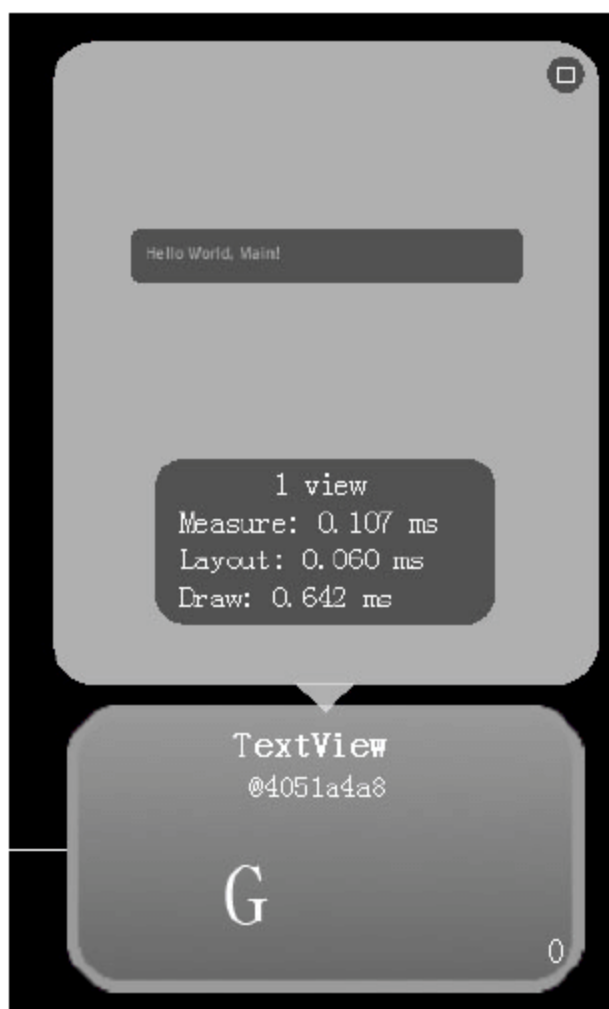 Hello World, Main!
1 view
Measure: 0.107 ms
Layout: 0.060 ms
Draw: 0.642 ms
TextView
@4051a4a8
G
0